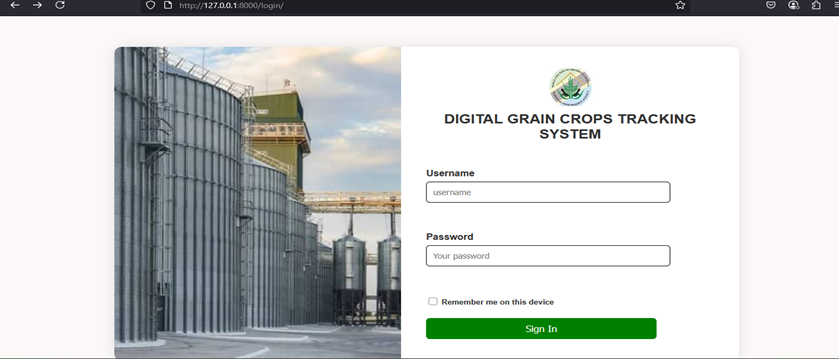 http://127.0.0.1:8000/login/
DIGITAL GRAIN CROPS TRACKING
SYSTEM
Username
username
Password
Your password
Remember me on this device
Sign In